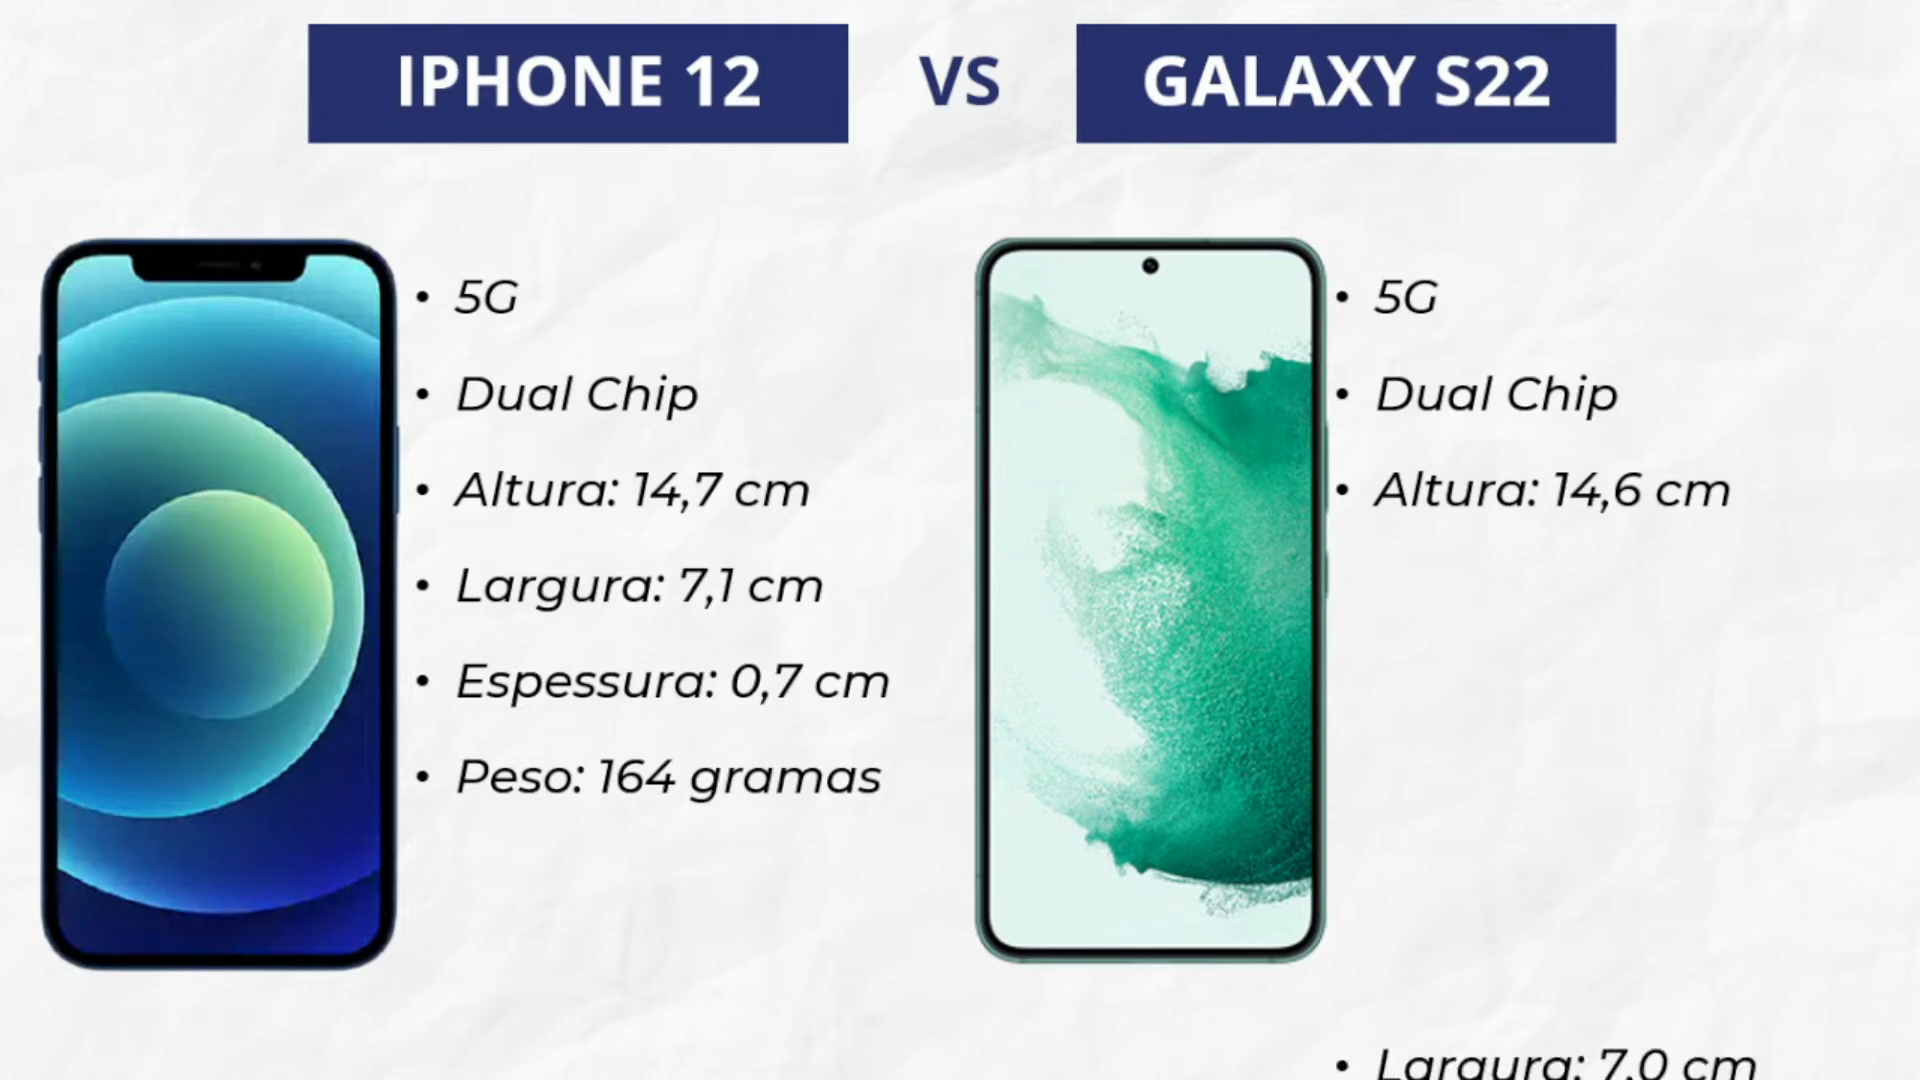 IPHONE 12
VS
GALAXY S22
• 5G
• Dual Chip
• Altura: 14,7 cm
• Largura: 7,1 cm
• Espessura: 0,7 cm
• Peso: 164 gramas
• 5G
• Dual Chip
• Altura: 14,6 cm
• Largura: 7,0 cm